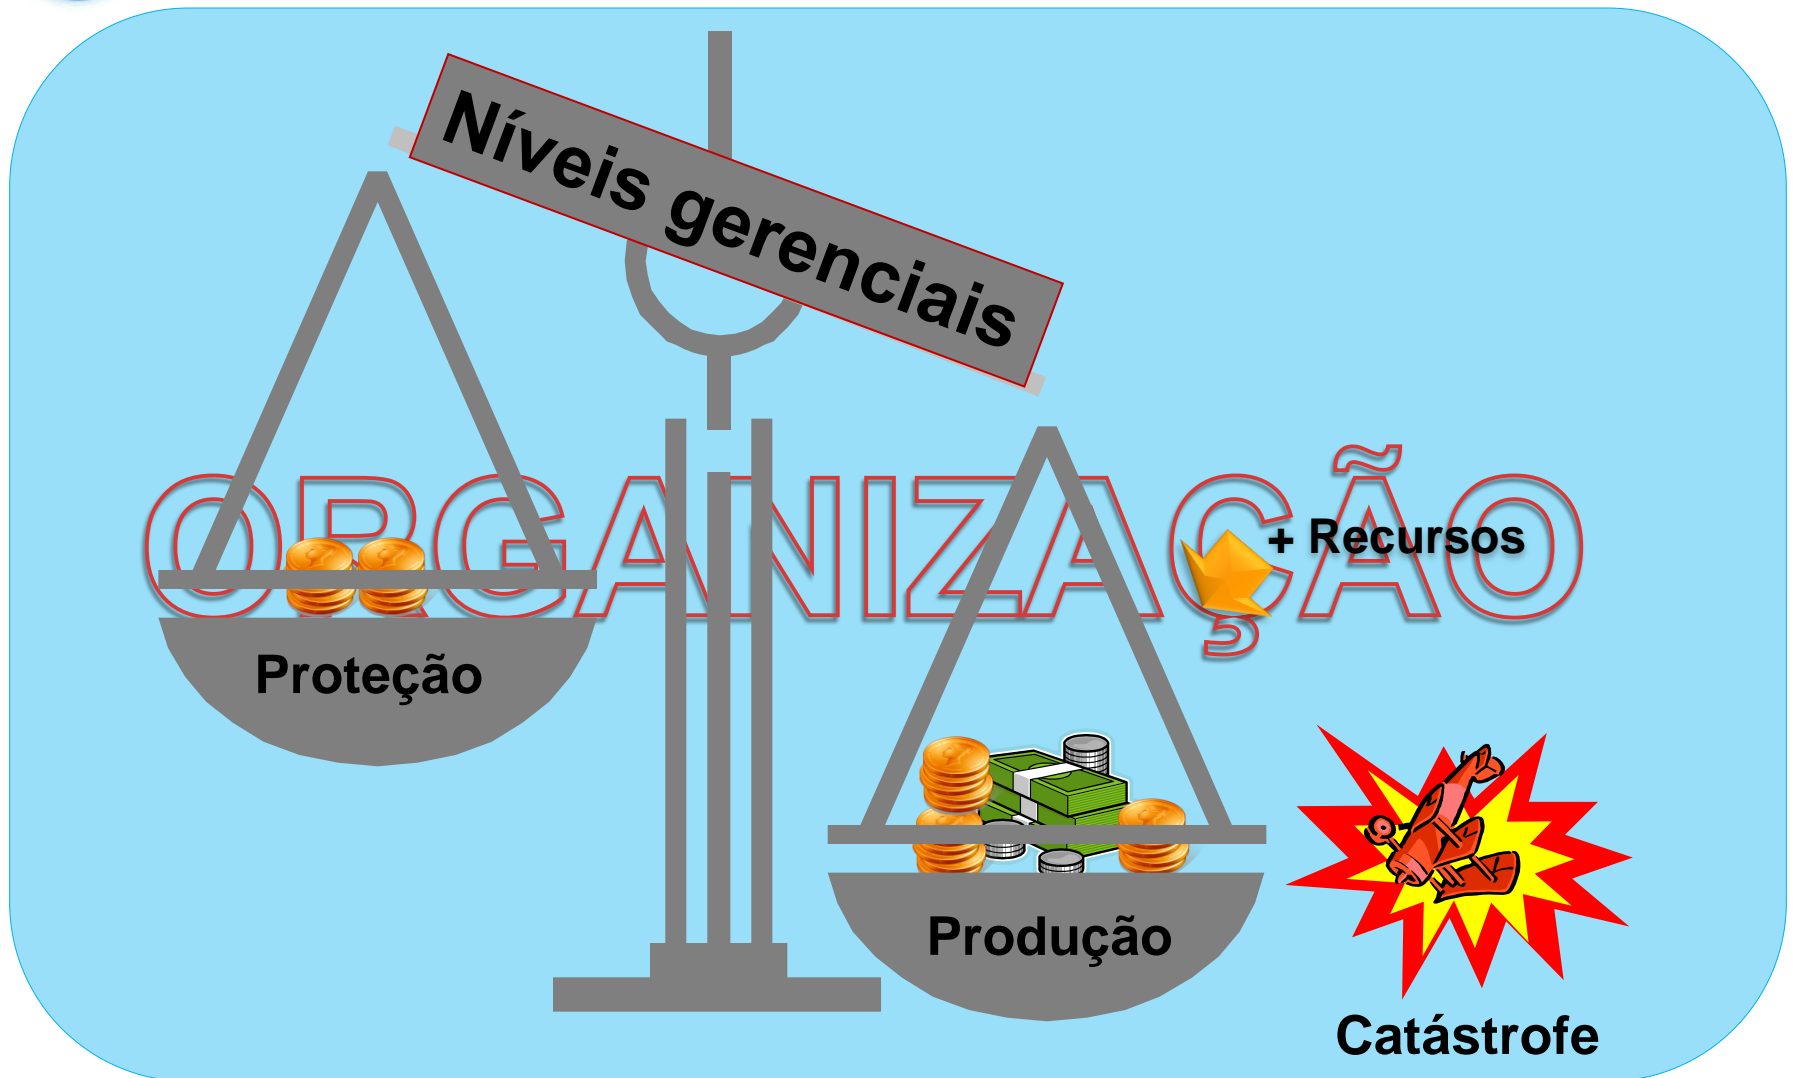 Níveis gerenciais
ORGANIZAÇÃO
+ Recursos
Proteção
Produção
Catástrofe